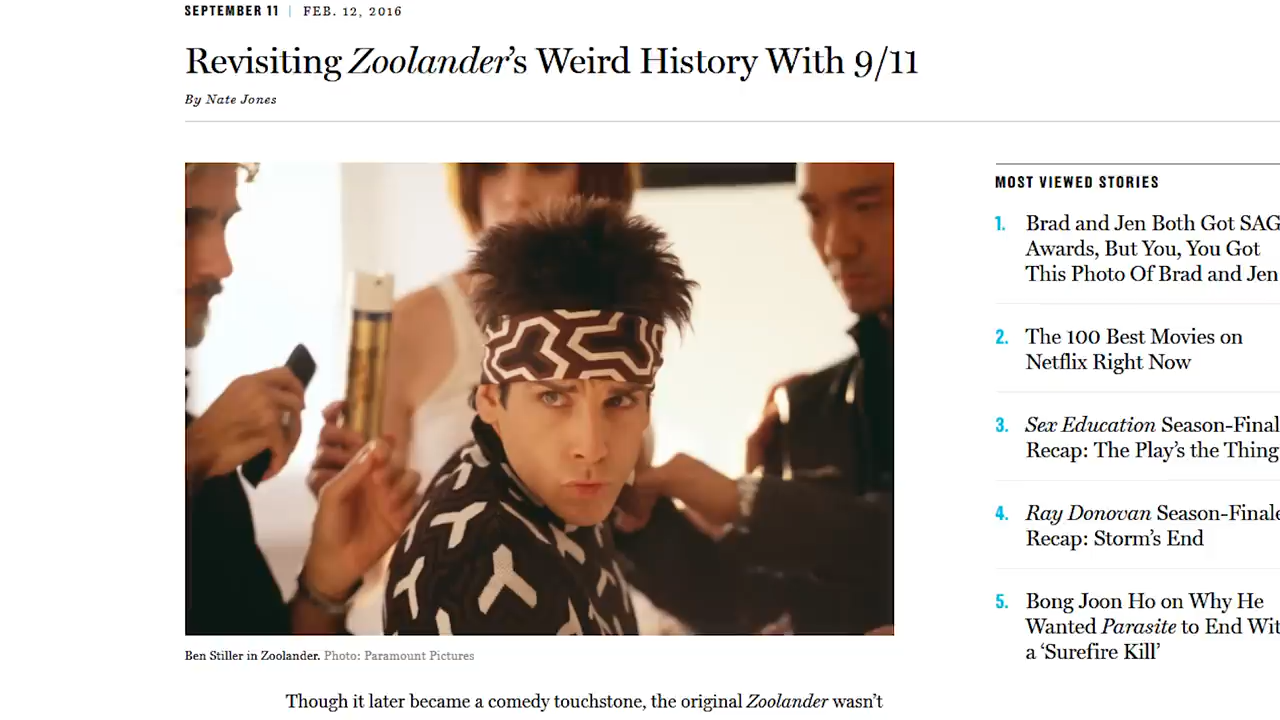 SEPTEMBER 11 | FEB. 12, 2016
Revisiting Zoolander's Weird History With 9/11
By Nate Jones
MOST VIEWED STORIES
1. Brad and Jen Both Got SAG
Awards, But You, You Got
This Photo Of Brad and Jen
2. The 100 Best Movies on
Netflix Right Now
3. Sex Education Season-Final
Recap: The Play's the Thing
4. Ray Donovan Season-Finale
Recap: Storm's End
5. Bong Joon Ho on Why He
Wanted Parasite to End Wit
a 'Surefire Kill'
Ben Stiller in Zoolander. Photo: Paramount Pictures
Though it later became a comedy touchstone, the original Zoolander wasn't